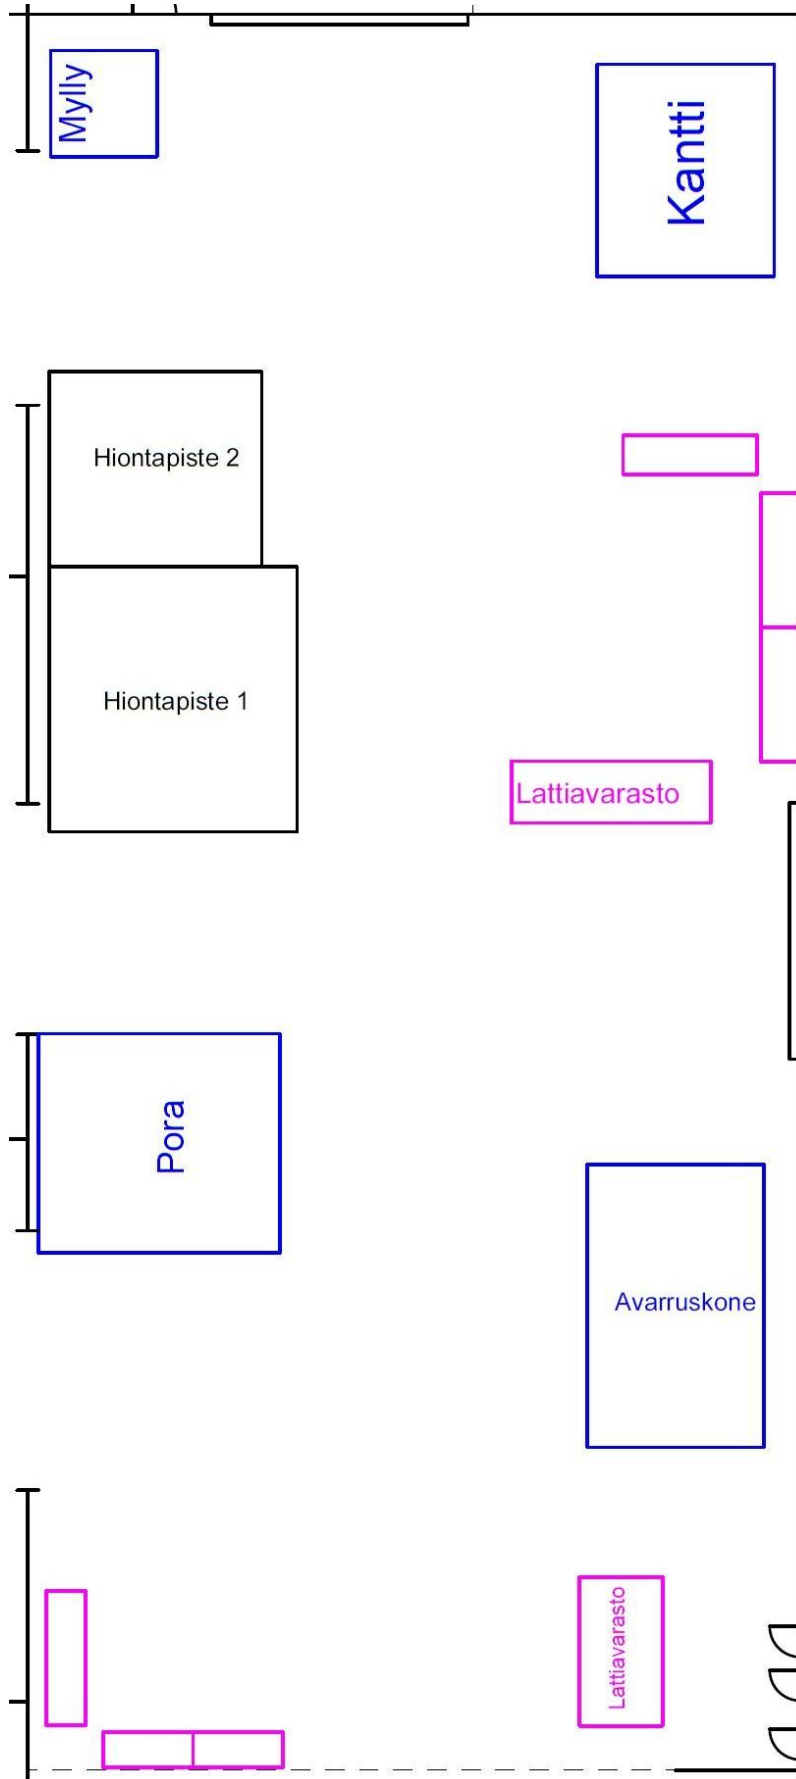 Mylly
Kantti
Hiontapiste 2
Hiontapiste 1
Lattiavarasto
Pora
Avarruskone
Lattiavarasto